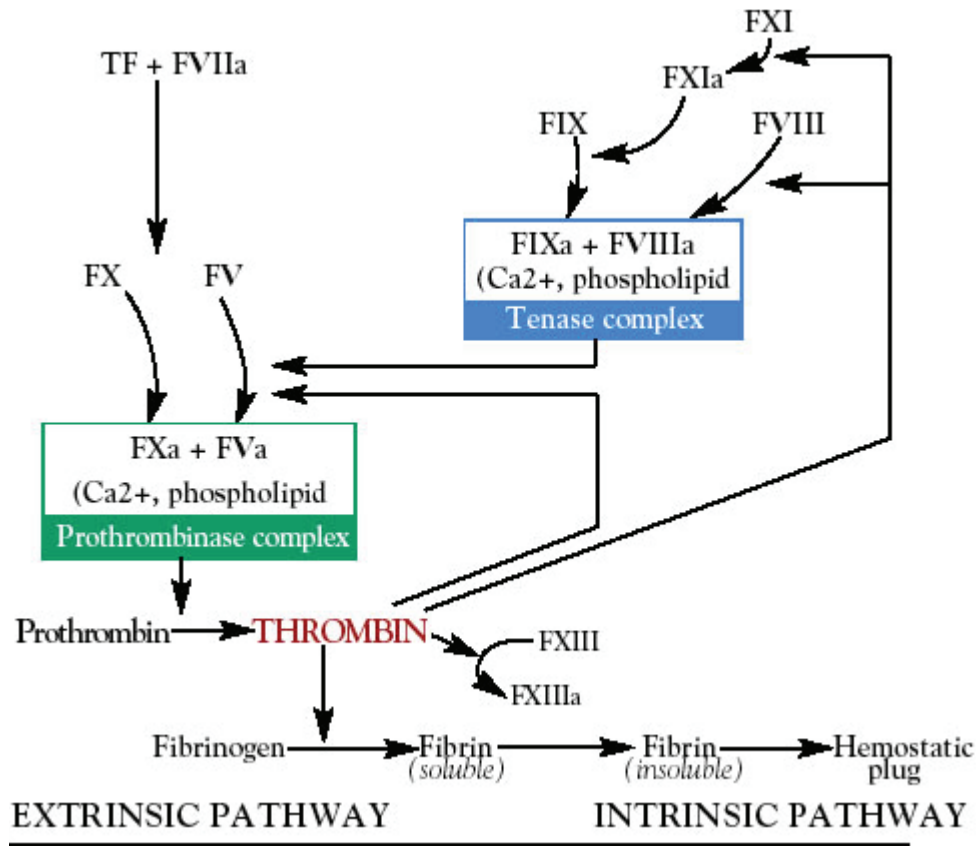 FXI
TF + FVIIa
FXIa
FIX
FVIII
FIXa + FVIIIa
(Ca2+, phospholipid
Tenase complex
FX
FV
FXa + FVa
(Ca2+, phospholipid
Prothrombinase complex
Prothrombin
THROMBIN
FXIII
FXIIIa
Fibrinogen
Fibrin
(soluble)
Fibrin
(insoluble)
Hemostatic
plug
EXTRINSIC PATHWAY
INTRINSIC PATHWAY